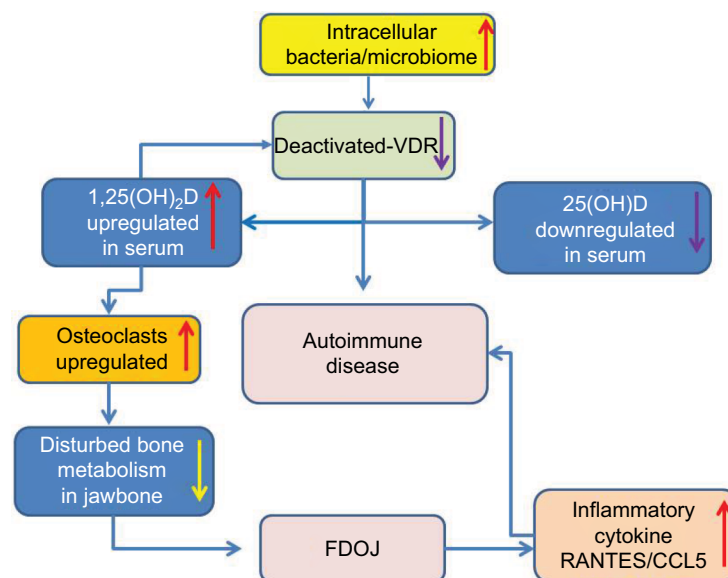 Intracellular
bacteria/microbiome
Deactivated-VDR
1,25(OH)₂D
upregulated
in serum
25(OH)D
downregulated
in serum
Osteoclasts
upregulated
Autoimmune
disease
Disturbed bone
metabolism
in jawbone
FDOJ
Inflammatory
cytokine
RANTES/CCL5